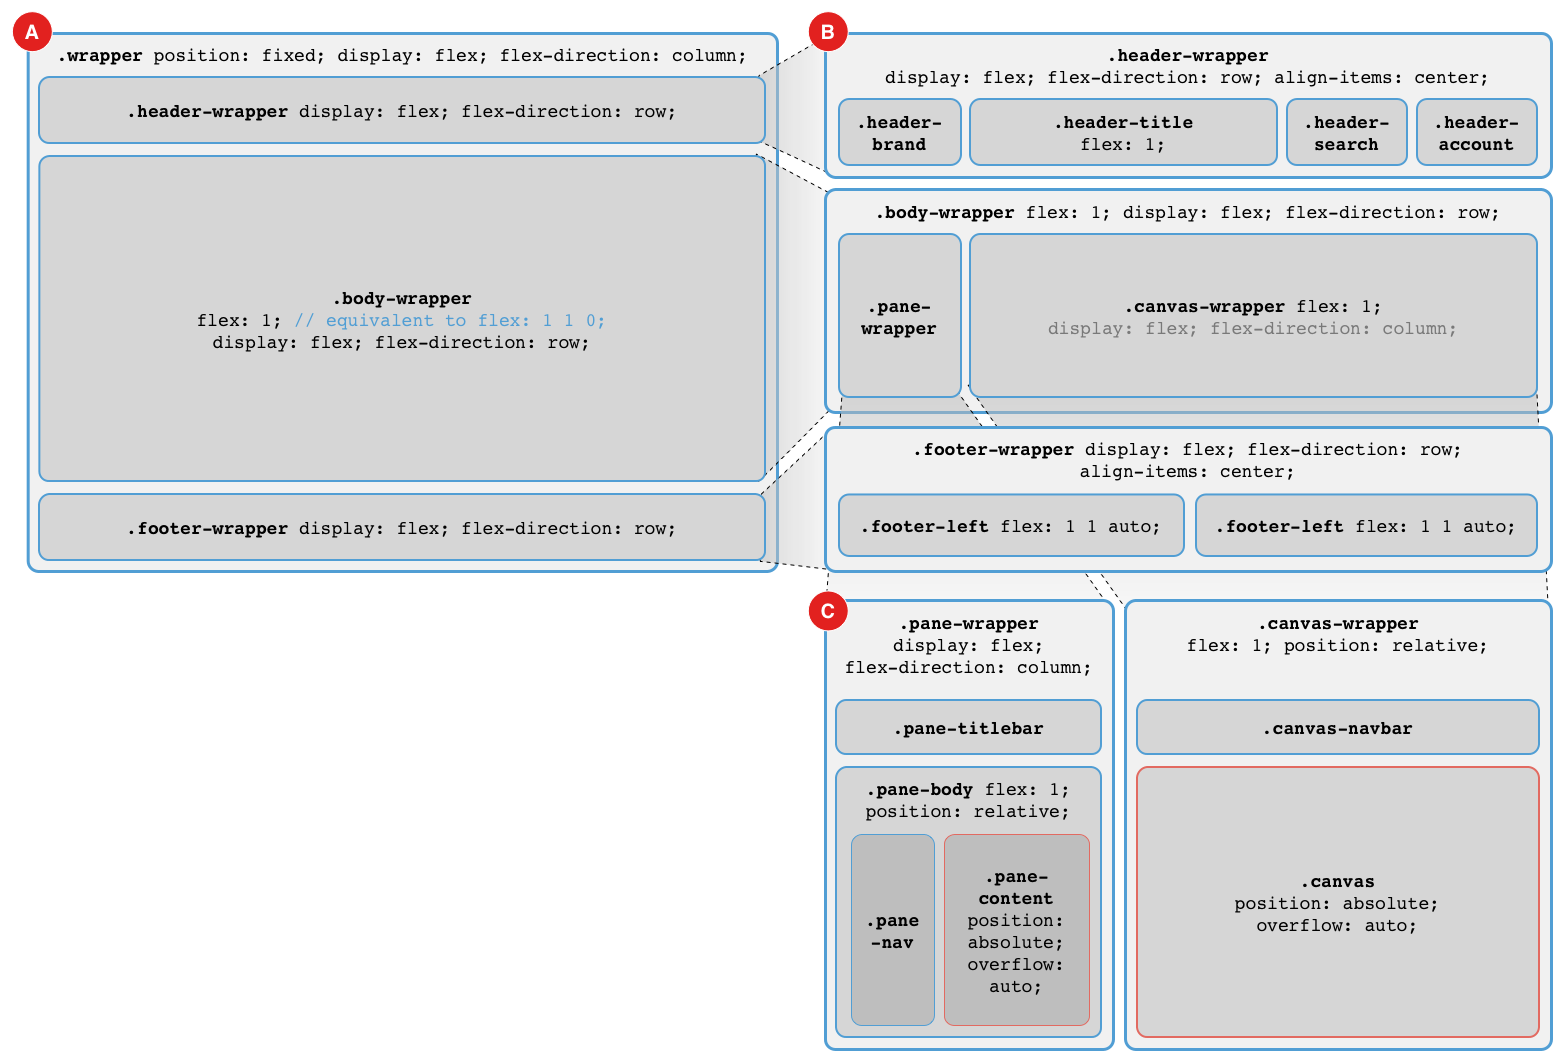 A
.wrapper position: fixed; display: flex; flex-direction: column;
.header-wrapper display: flex; flex-direction: row;
.body-wrapper
flex: 1; // equivalent to flex: 1 1 0;
display: flex; flex-direction: row;
.footer-wrapper display: flex; flex-direction: row;
B
.header-wrapper
display: flex; flex-direction: row; align-items: center;
.header-
brand
.header-title
flex: 1;
.header-
search
.header-
account
.body-wrapper flex: 1; display: flex; flex-direction: row;
.pane-
wrapper
.canvas-wrapper flex: 1;
display: flex; flex-direction: column;
.footer-wrapper display: flex; flex-direction: row;
align-items: center;
.footer-left flex: 1 1 auto;
.footer-left flex: 1 1 auto;
C
.pane-wrapper
display: flex;
flex-direction: column;
.pane-titlebar
.pane-body flex: 1;
position: relative;
.pane
-nav
.pane-
content
position:
absolute;
overflow:
auto;
.canvas-wrapper
flex: 1; position: relative;
.canvas-navbar
.canvas
position: absolute;
overflow: auto;